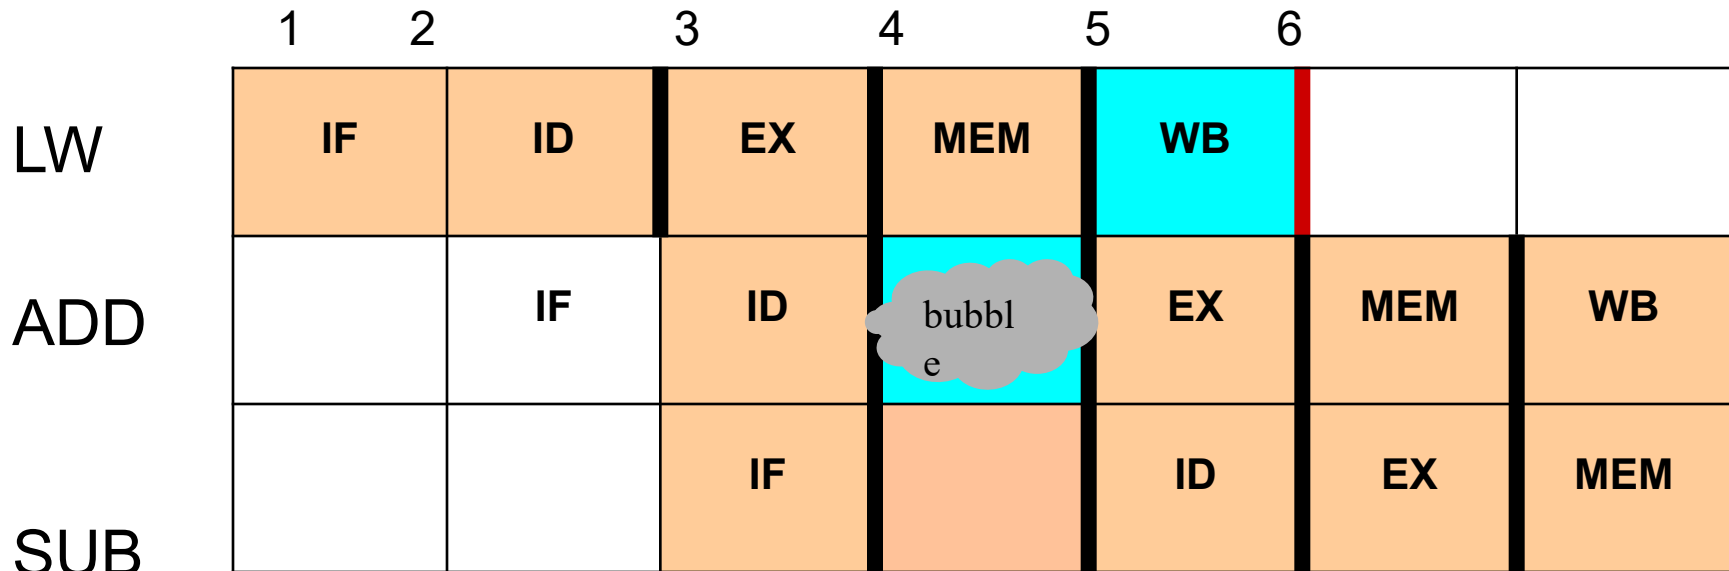 1 2 3 4 5 6
LW IF ID EX MEM WB
ADD IF ID bubbl
e EX MEM WB
SUB IF ID EX MEM